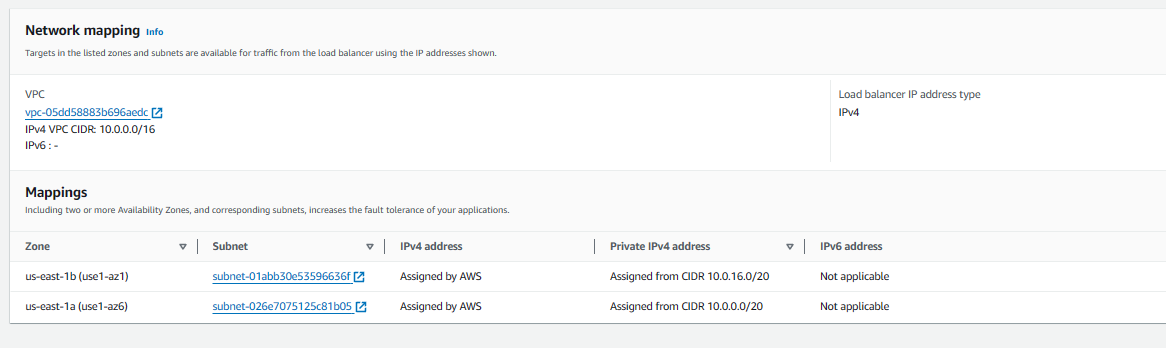 Network mapping Info
Targets in the listed zones and subnets are available for traffic from the load balancer using the IP addresses shown.
VPC
vpc-05dd58883b696aedc
IPv4 VPC CIDR: 10.0.0.0/16
IPv6 : -
Load balancer IP address type
IPv4
Mappings
Including two or more Availability Zones, and corresponding subnets, increases the fault tolerance of your applications.
Zone Subnet IPv4 address Private IPv4 address IPv6 address
us-east-1b (use1-az1) subnet-01abb30e53596636f Assigned by AWS Assigned from CIDR 10.0.16.0/20 Not applicable
us-east-1a (use1-az6) subnet-026e7075125c81b05 Assigned by AWS Assigned from CIDR 10.0.0.0/20 Not applicable